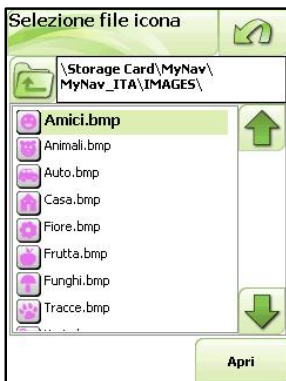 Selezione file icona
\Storage Card\MyNav\
MyNav_ITA\IMAGES\
Amici.bmp
Animali.bmp
Auto.bmp
Casa.bmp
Fiore.bmp
Frutta.bmp
Funghi.bmp
Tracce.bmp
Apri